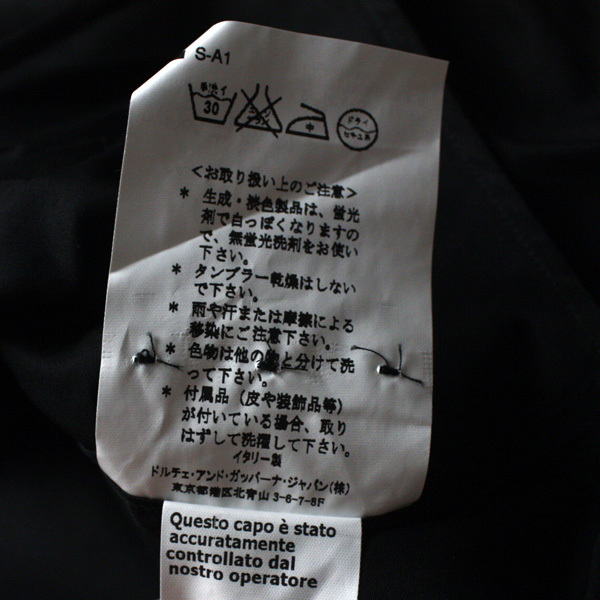 S-A1
手洗イ
30
ドライ
セキユ系
<お取り扱い上のご注意>
* 生成・淡色製品は、蛍光
剤で白っぽくなりますの
で、無蛍光洗剤をお使い
下さい。
* タンブラー乾燥はしない
で下さい。
* 雨や汗または摩擦による
移染にご注意下さい。
* 色物は他の物と分けて洗
って下さい。
* 付属品(皮や装飾品等)
が付いている場合、取り
はずして洗濯して下さい。
イタリー製
ドルチェ・アンド・ガッバーナ・ジャパン(株)
東京都港区北青山 3-6-7-8F
Questo capo è stato
accuratamente
controllato dal
nostro operatore